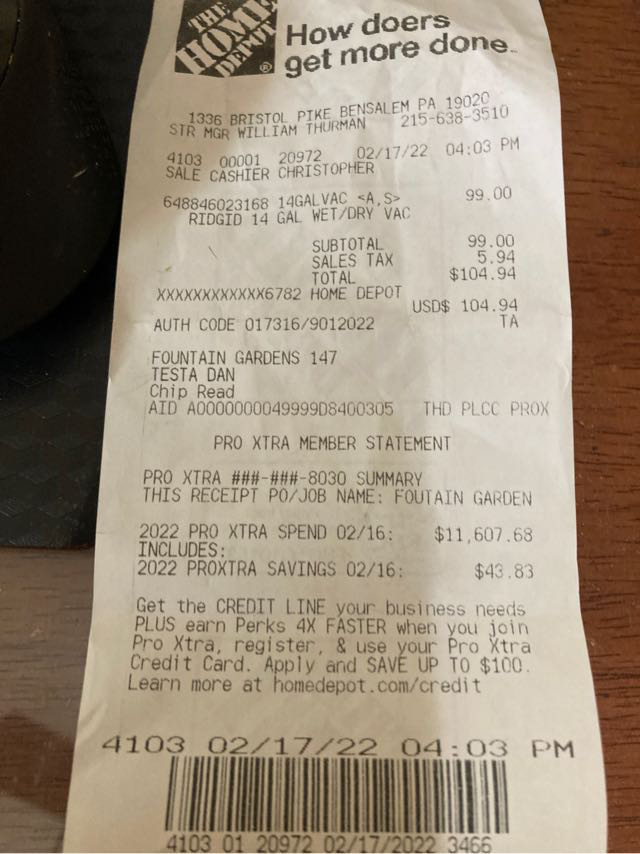 THE
HOME
DEPOT
®
How doers
get more done.
1336 BRISTOL PIKE BENSALEM PA 19020
STR MGR WILLIAM THURMAN 215-638-3510
4103 00001 20972 02/17/22 04:03 PM
SALE CASHIER CHRISTOPHER
648846023168 14GALVAC <A,S> 99.00
RIDGID 14 GAL WET/DRY VAC
SUBTOTAL 99.00
SALES TAX 5.94
TOTAL $104.94
XXXXXXXXXXXX6782 HOME DEPOT
USD$ 104.94
AUTH CODE 017316/9012022 TA
FOUNTAIN GARDENS 147
TESTA DAN
Chip Read
AID A0000000049999D8400305 THD PLCC PROX
PRO XTRA MEMBER STATEMENT
PRO XTRA ###-###-8030 SUMMARY
THIS RECEIPT PO/JOB NAME: FOUTAIN GARDEN
2022 PRO XTRA SPEND 02/16: $11,607.68
INCLUDES:
2022 PROXTRA SAVINGS 02/16: $43.83
Get the CREDIT LINE your business needs
PLUS earn Perks 4X FASTER when you join
Pro Xtra, register, & use your Pro Xtra
Credit Card. Apply and SAVE UP TO $100.
Learn more at homedepot.com/credit
4103 02/17/22 04:03 PM
4103 01 20972 02/17/2022 3466